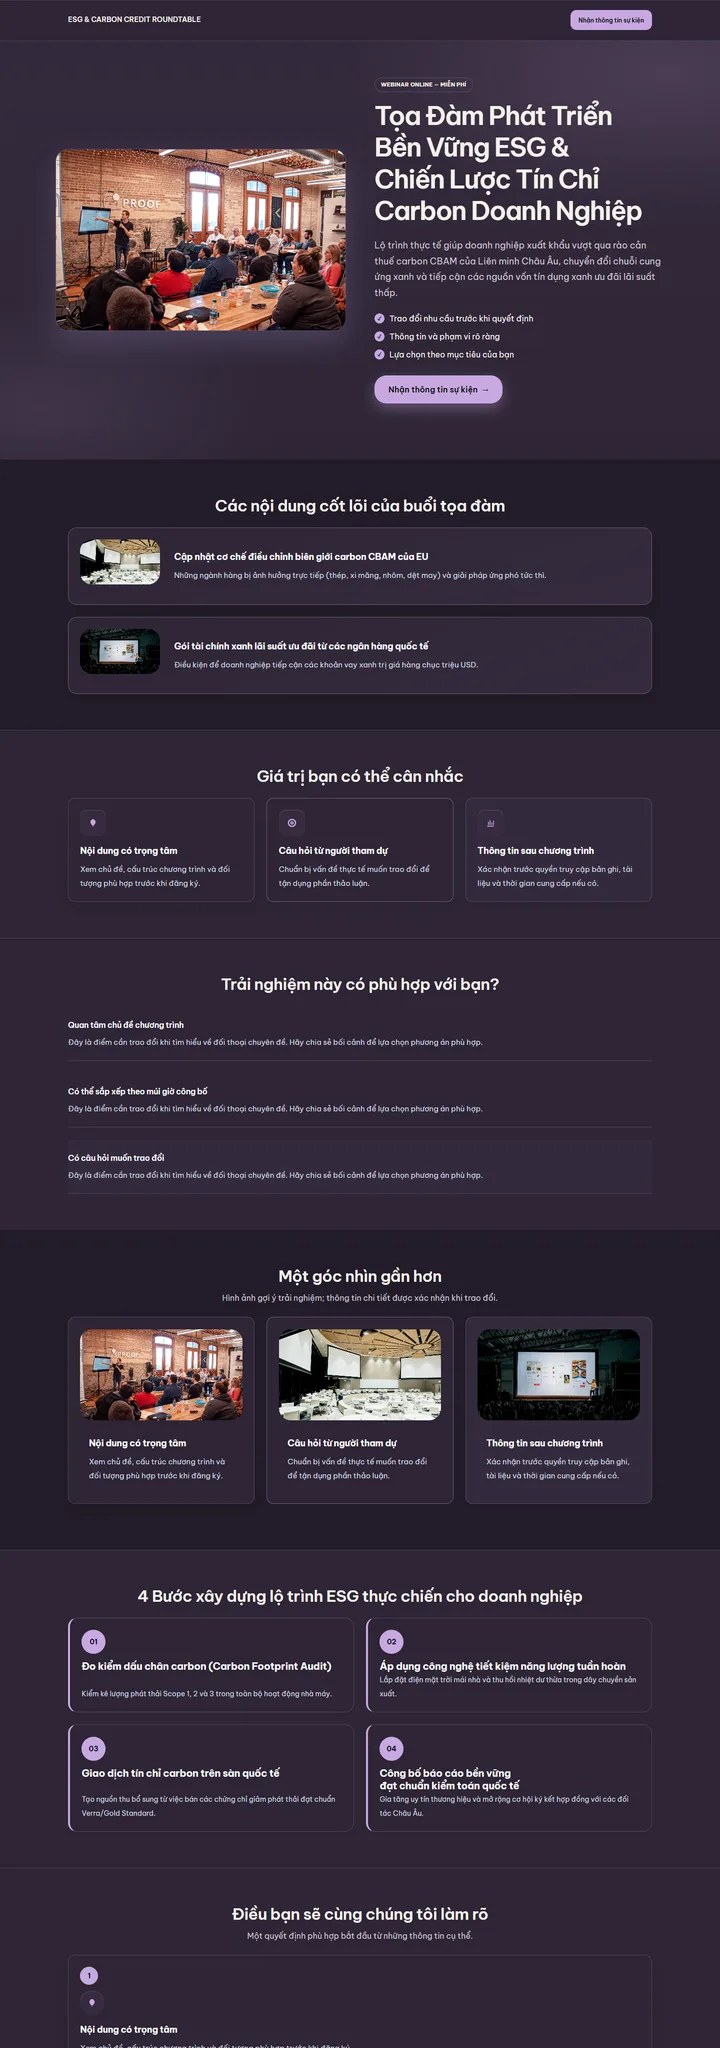 ESG & CARBON CREDIT ROUNDTABLE
Nhận thông tin sự kiện
WEBINAR ONLINE – MIỄN PHÍ
Tọa Đàm Phát Triển
Bền Vững ESG &
Chiến Lược Tín Chỉ
Carbon Doanh Nghiệp
PROOF
Lộ trình thực tế giúp doanh nghiệp xuất khẩu vượt qua rào cản
thuế carbon CBAM của Liên minh Châu Âu, chuyển đổi chuỗi cung
ứng xanh và tiếp cận các nguồn vốn tín dụng xanh ưu đãi lãi suất
thấp.
Trao đổi nhu cầu trước khi quyết định
Thông tin và phạm vi rõ ràng
Lựa chọn theo mục tiêu của bạn
Nhận thông tin sự kiện →
Các nội dung cốt lõi của buổi tọa đàm
Cập nhật cơ chế điều chỉnh biên giới carbon CBAM của EU
Những ngành hàng bị ảnh hưởng trực tiếp (thép, xi măng, nhôm, dệt may) và giải pháp ứng phó tức thì.
Gói tài chính xanh lãi suất ưu đãi từ các ngân hàng quốc tế
Điều kiện để doanh nghiệp tiếp cận các khoản vay xanh trị giá hàng chục triệu USD.
Giá trị bạn có thể cân nhắc
Nội dung có trọng tâm
Xem chủ đề, cấu trúc chương trình và đối
tượng phù hợp trước khi đăng ký.
Câu hỏi từ người tham dự
Chuẩn bị vấn đề thực tế muốn trao đổi để
tận dụng phần thảo luận.
Thông tin sau chương trình
Xác nhận trước quyền truy cập bản ghi, tài
liệu và thời gian cung cấp nếu có.
Trải nghiệm này có phù hợp với bạn?
Quan tâm chủ đề chương trình
Đây là điểm cần trao đổi khi tìm hiểu về đối thoại chuyên đề. Hãy chia sẻ bối cảnh để lựa chọn phương án phù hợp.
Có thể sắp xếp theo múi giờ công bố
Đây là điểm cần trao đổi khi tìm hiểu về đối thoại chuyên đề. Hãy chia sẻ bối cảnh để lựa chọn phương án phù hợp.
Có câu hỏi muốn trao đổi
Đây là điểm cần trao đổi khi tìm hiểu về đối thoại chuyên đề. Hãy chia sẻ bối cảnh để lựa chọn phương án phù hợp.
Một góc nhìn gần hơn
Hình ảnh gợi ý trải nghiệm; thông tin chi tiết được xác nhận khi trao đổi.
PROOF
Nội dung có trọng tâm
Xem chủ đề, cấu trúc chương trình và
đối tượng phù hợp trước khi đăng ký.
Câu hỏi từ người tham dự
Chuẩn bị vấn đề thực tế muốn trao đổi
để tận dụng phần thảo luận.
Thông tin sau chương trình
Xác nhận trước quyền truy cập bản ghi,
tài liệu và thời gian cung cấp nếu có.
4 Bước xây dựng lộ trình ESG thực chiến cho doanh nghiệp
01
Đo kiểm dấu chân carbon (Carbon Footprint Audit)
Kiểm kê lượng phát thải Scope 1, 2 và 3 trong toàn bộ hoạt động nhà máy.
02
Áp dụng công nghệ tiết kiệm năng lượng tuần hoàn
Lắp đặt điện mặt trời mái nhà và thu hồi nhiệt dư thừa trong dây chuyền sản
xuất.
03
Giao dịch tín chỉ carbon trên sàn quốc tế
Tạo nguồn thu bổ sung từ việc bán các chứng chỉ giảm phát thải đạt chuẩn
Verra/Gold Standard.
04
Công bố báo cáo bền vững
đạt chuẩn kiểm toán quốc tế
Gia tăng uy tín thương hiệu và mở rộng cơ hội ký kết hợp đồng với các đối
tác Châu Âu.
Điều bạn sẽ cùng chúng tôi làm rõ
Một quyết định phù hợp bắt đầu từ những thông tin cụ thể.
1
Nội dung có trọng tâm